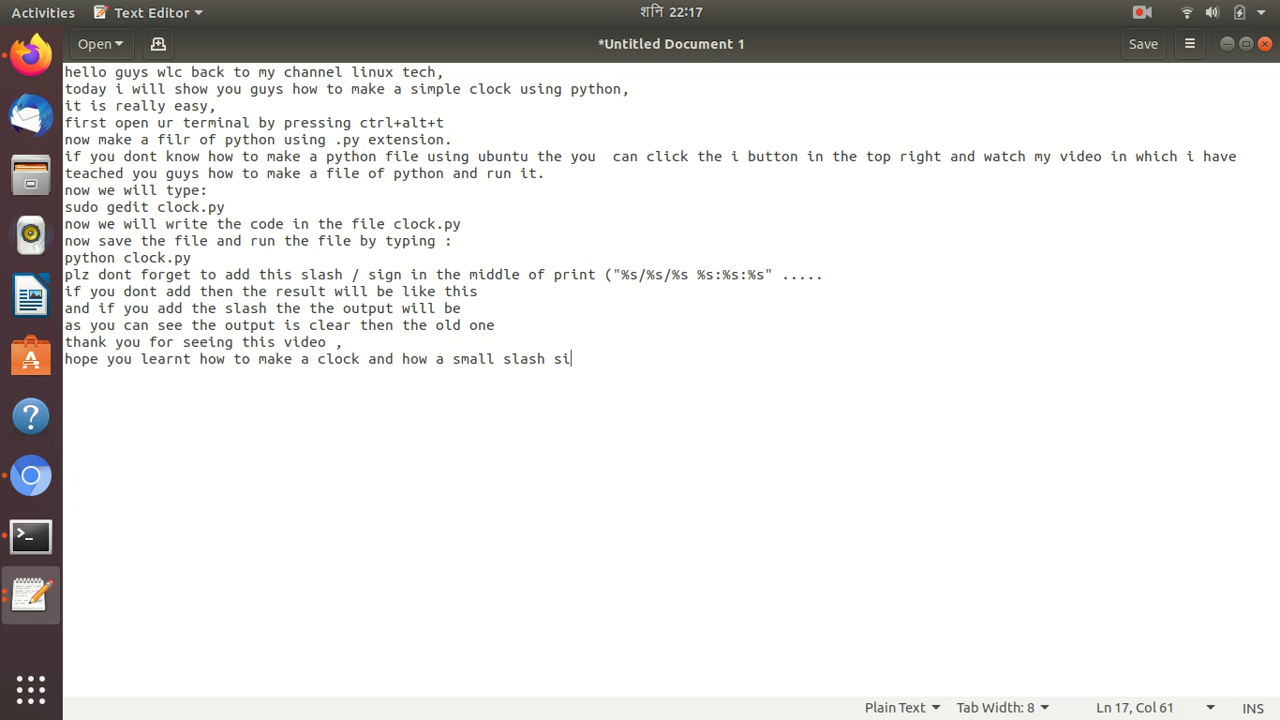 Activities Text Editor शनि 22:17
Open *Untitled Document 1 Save
hello guys wlc back to my channel linux tech,
today i will show you guys how to make a simple clock using python,
it is really easy,
first open ur terminal by pressing ctrl+alt+t
now make a filr of python using .py extension.
if you dont know how to make a python file using ubuntu the you  can click the i button in the top right and watch my video in which i have
teached you guys how to make a file of python and run it.
now we will type:
sudo gedit clock.py
now we will write the code in the file clock.py
now save the file and run the file by typing :
python clock.py
plz dont forget to add this slash / sign in the middle of print ("%s/%s/%s %s:%s:%s" .....
if you dont add then the result will be like this
and if you add the slash the the output will be
as you can see the output is clear then the old one
thank you for seeing this video ,
hope you learnt how to make a clock and how a small slash si
Plain Text Tab Width: 8 Ln 17, Col 61 INS